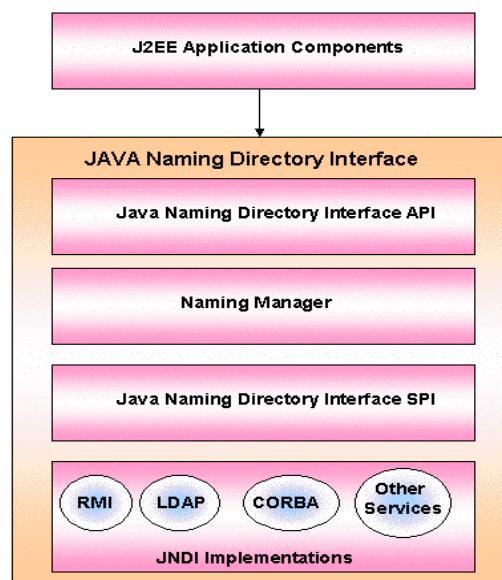 J2EE Application Components
JAVA Naming Directory Interface
Java Naming Directory Interface API
Naming Manager
Java Naming Directory Interface SPI
RMI
LDAP
CORBA
Other
Services
JNDI Implementations